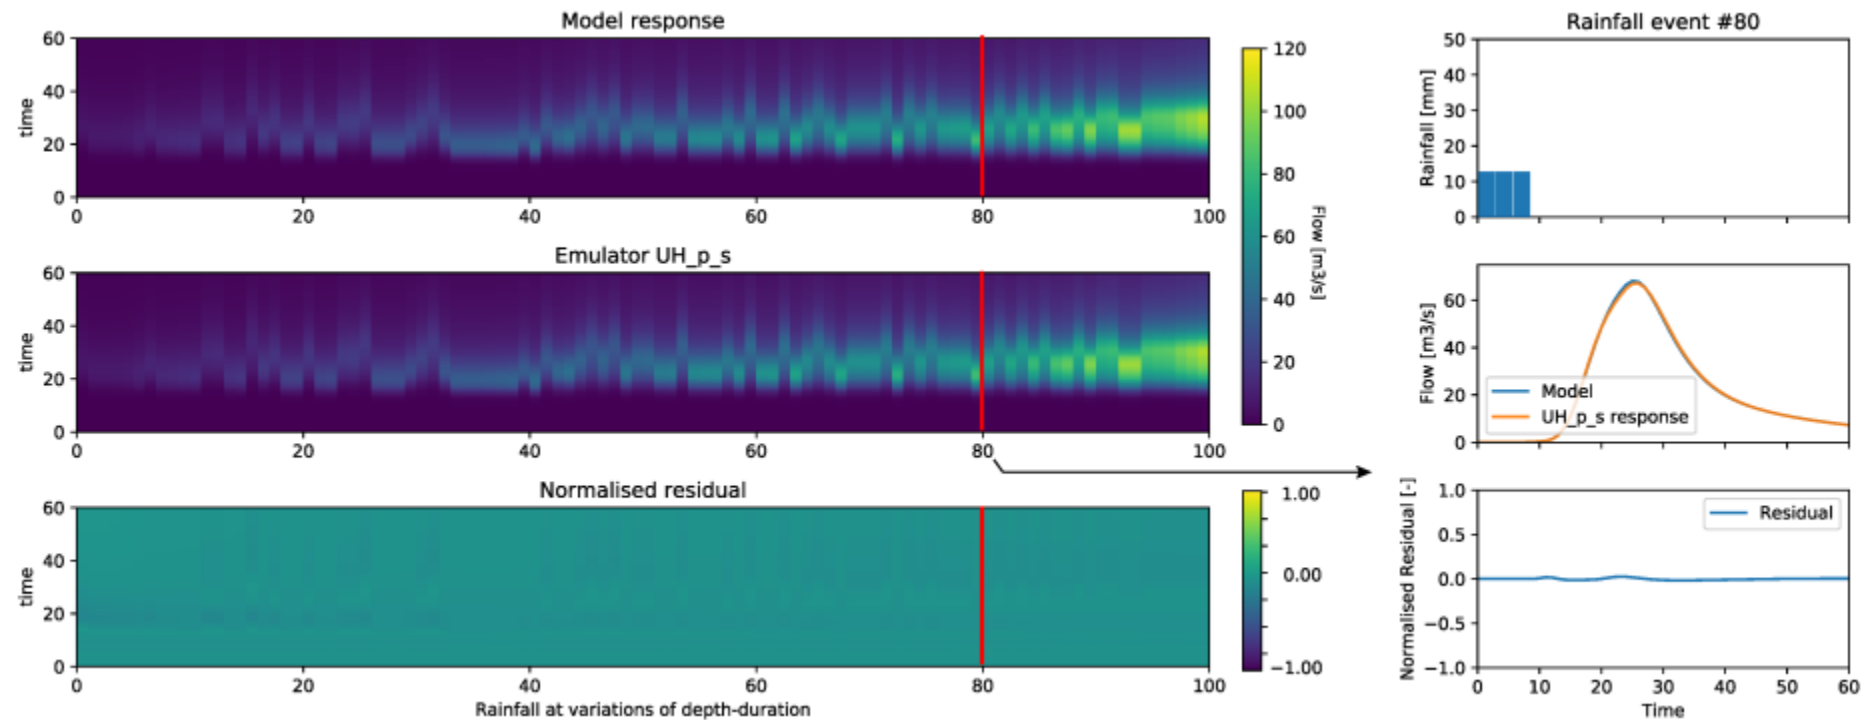 Model response
60
40
20
0
time
0 20 40 60 80 100
Emulator UH_p_s
60
40
20
0
time
0 20 40 60 80 100
120
100
80
60
40
20
0
Flow [m3/s]
Normalised residual
60
40
20
0
time
0 20 40 60 80 100
Rainfall at variations of depth-duration
1.00
0.00
−1.00
Rainfall event #80
50
40
30
20
10
0
Rainfall [mm]
60
40
20
0
Flow [m3/s]
Model
UH_p_s response
1.0
0.5
0.0
−0.5
−1.0
Normalised Residual [-]
Residual
0 10 20 30 40 50 60
Time